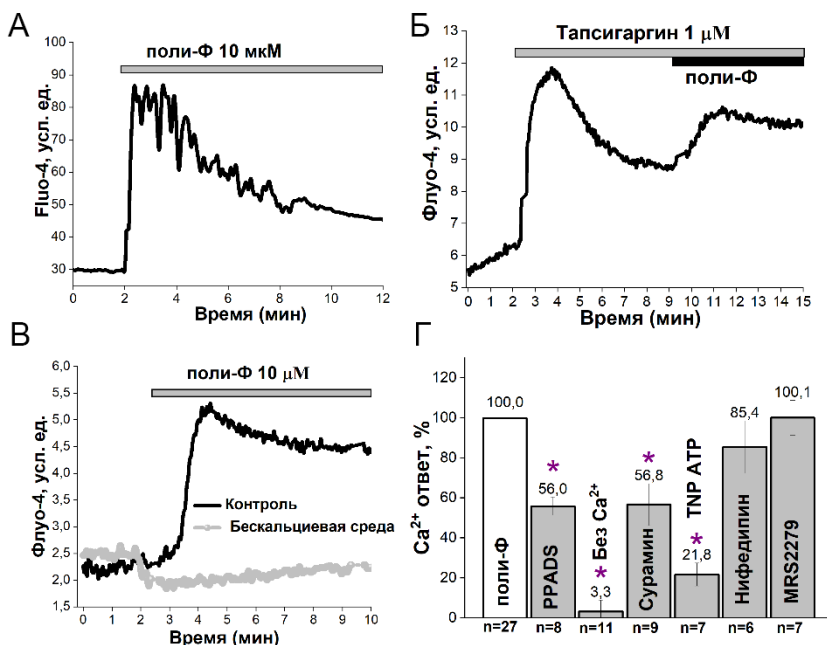 А
поли-Ф 10 мкМ
Fluo-4, усл. ед.
90
80
70
60
50
40
30
0 2 4 6 8 10 12
Время (мин)
Б
Тапсигаргин 1 μM
поли-Ф
Флуо-4, усл. ед.
13
12
11
10
9
8
7
6
5
0 1 2 3 4 5 6 7 8 9 10 11 12 13 14 15
Время (мин)
В
поли-Ф 10 μM
Флуо-4, усл. ед.
5,5
5,0
4,5
4,0
3,5
3,0
2,5
2,0
1,5
Контроль
Бескальциевая среда
0 1 2 3 4 5 6 7 8 9 10
Время (мин)
Г
Ca²⁺ ответ, %
120
100
80
60
40
20
0
100,0
поли-Ф
n=27
*
56,0
PPADS
n=8
Без Ca²⁺
*
3,3
n=11
*
56,8
Сурамин
n=9
TNP ATP
*
21,8
n=7
85,4
Нифедипин
n=6
100,1
MRS2279
n=7